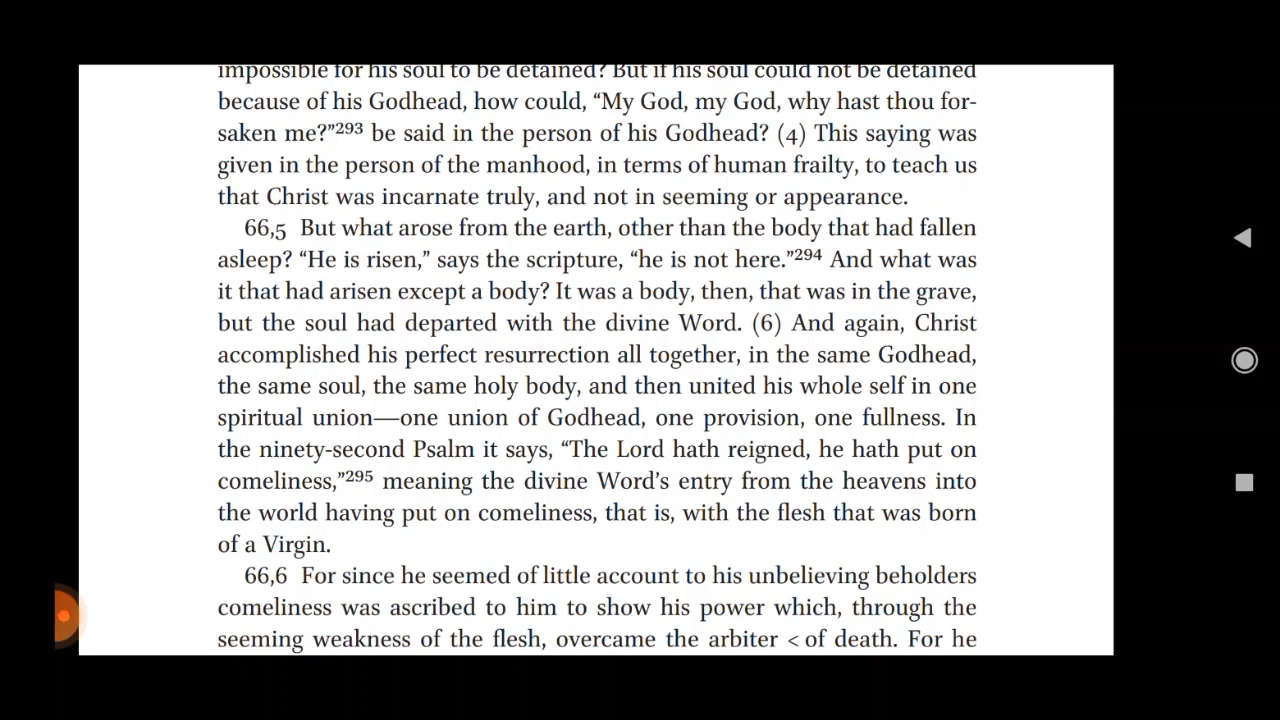 impossible for his soul to be detained? But if his soul could not be detained
because of his Godhead, how could, “My God, my God, why hast thou for-
saken me?”293 be said in the person of his Godhead? (4) This saying was
given in the person of the manhood, in terms of human frailty, to teach us
that Christ was incarnate truly, and not in seeming or appearance.
66,5 But what arose from the earth, other than the body that had fallen
asleep? “He is risen,” says the scripture, “he is not here.”294 And what was
it that had arisen except a body? It was a body, then, that was in the grave,
but the soul had departed with the divine Word. (6) And again, Christ
accomplished his perfect resurrection all together, in the same Godhead,
the same soul, the same holy body, and then united his whole self in one
spiritual union—one union of Godhead, one provision, one fullness. In
the ninety-second Psalm it says, “The Lord hath reigned, he hath put on
comeliness,”295 meaning the divine Word’s entry from the heavens into
the world having put on comeliness, that is, with the flesh that was born
of a Virgin.
66,6 For since he seemed of little account to his unbelieving beholders
comeliness was ascribed to him to show his power which, through the
seeming weakness of the flesh, overcame the arbiter < of death. For he